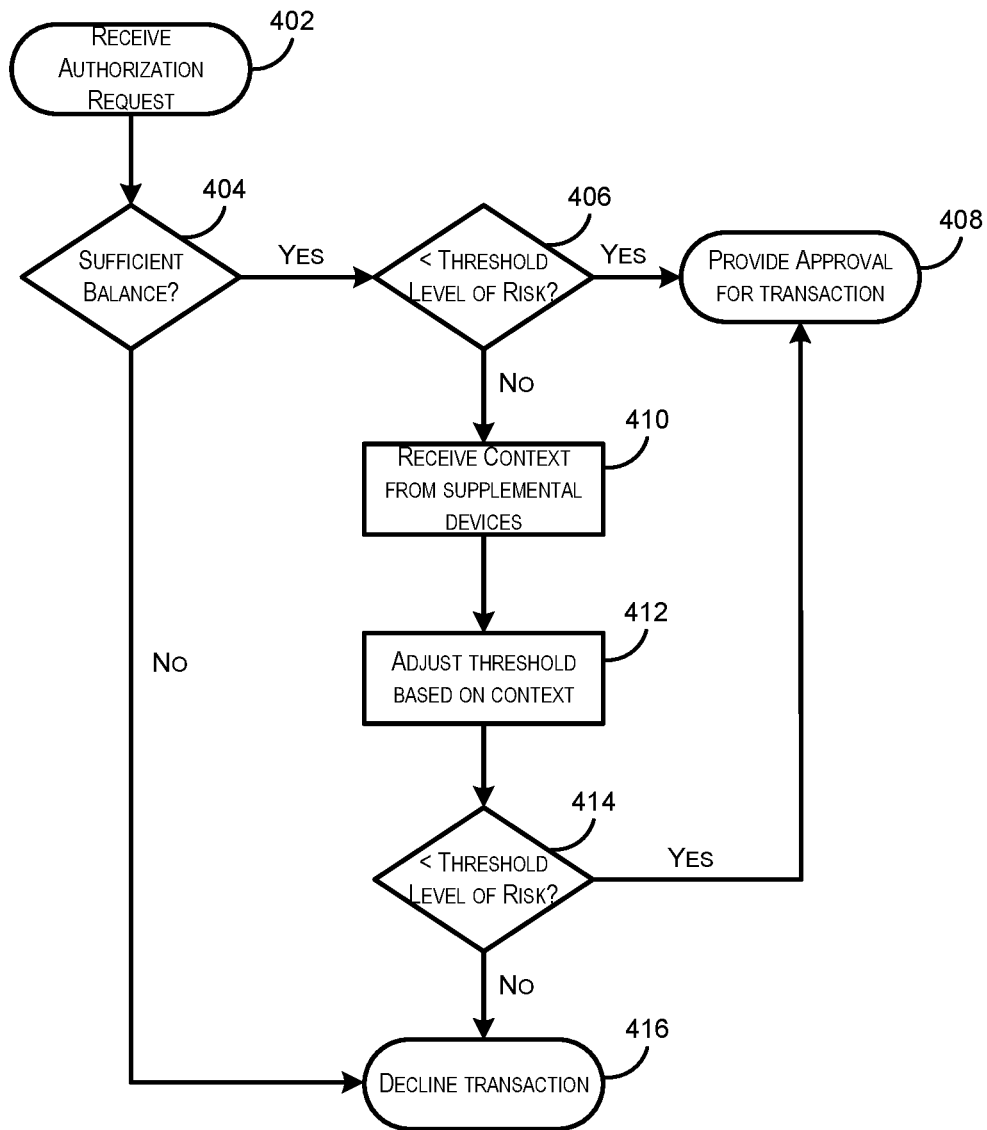 402
RECEIVE
AUTHORIZATION
REQUEST
404
SUFFICIENT
BALANCE?
YES
406
< THRESHOLD
LEVEL OF RISK?
YES
408
PROVIDE APPROVAL
FOR TRANSACTION
NO
410
RECEIVE CONTEXT
FROM SUPPLEMENTAL
DEVICES
412
ADJUST THRESHOLD
BASED ON CONTEXT
NO
414
< THRESHOLD
LEVEL OF RISK?
YES
NO
416
DECLINE TRANSACTION